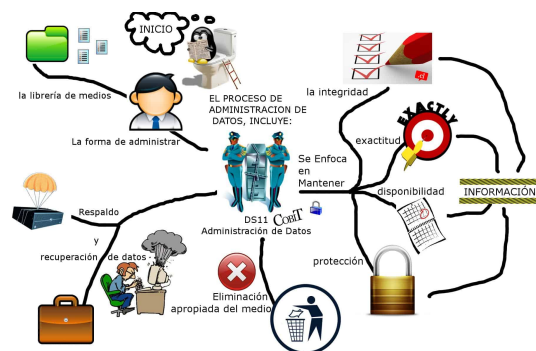 INICIO
la librería de medios
La forma de administrar
EL PROCESO DE
ADMINISTRACION DE
DATOS, INCLUYE:
Se Enfoca
en
Mantener
DS11
COBIT
Administración de Datos
la integridad
EXACTLY
exactitud
disponibilidad
INFORMACIÓN
protección
Respaldo
y
recuperación de datos
Eliminación
apropiada del medio